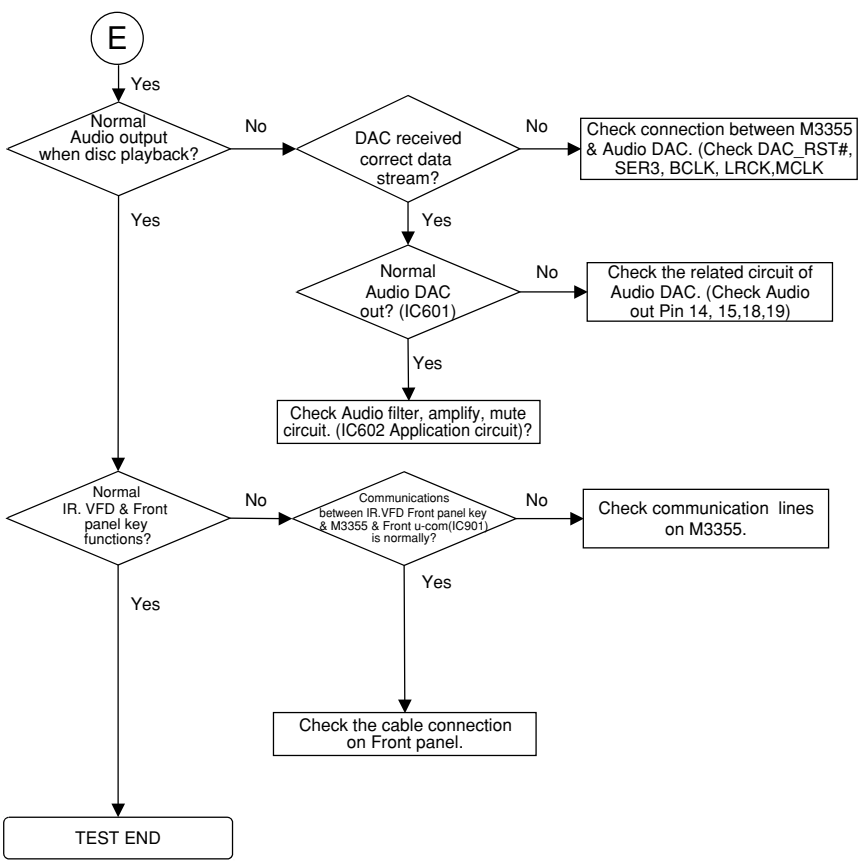 E
Yes
Normal
Audio output
when disc playback?
No
DAC received
correct data
stream?
No
Check connection between M3355
& Audio DAC. (Check DAC_RST#,
SER3, BCLK, LRCK,MCLK
Yes
Yes
Normal
Audio DAC
out? (IC601)
No
Check the related circuit of
Audio DAC. (Check Audio
out Pin 14, 15,18,19)
Yes
Check Audio filter, amplify, mute
circuit. (IC602 Application circuit)?
Normal
IR. VFD & Front
panel key
functions?
No
Communications
between IR.VFD Front panel key
& M3355 & Front u-com(IC901)
is normally?
No
Check communication lines
on M3355.
Yes
Yes
Check the cable connection
on Front panel.
TEST END